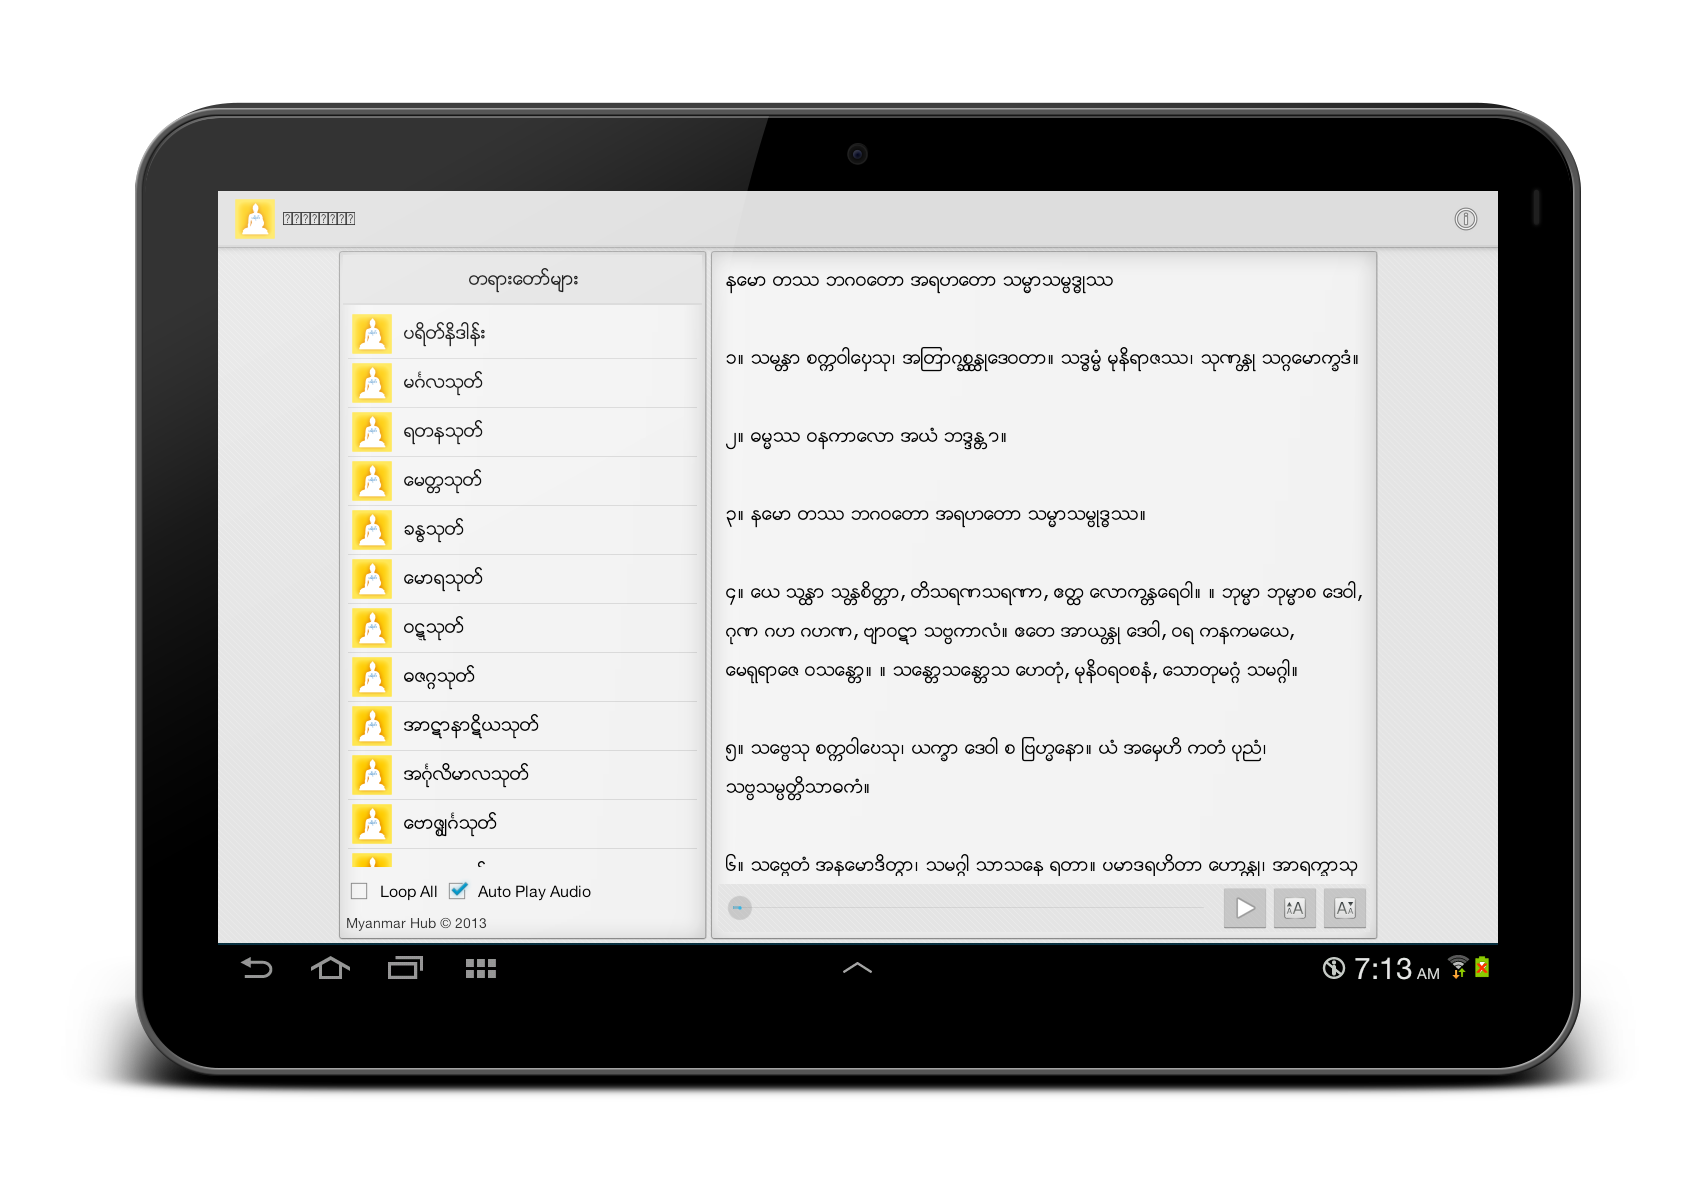 တရားတော်များ
ပရိတ်နိဒါန်း
မင်္ဂလသုတ်
ရတနသုတ်
မေတ္တသုတ်
ခန္ဓသုတ်
မောရသုတ်
ဝဋ္ဋသုတ်
ဓဇဂ္ဂသုတ်
အာဋာနာဋိယသုတ်
အင်္ဂုလိမာလသုတ်
ဗောဇ္ဈင်္ဂသုတ်
Loop All
Auto Play Audio
Myanmar Hub © 2013
နမော တဿ ဘဂဝတော အရဟတော သမ္မာသမ္ဗဒ္ဓုဿ
၁။ သမန္တာ စက္ကဝါဠေသု၊ အတြာဂစ္ဆန္တုဒေဝတာ။ သဒ္ဓမ္မံ မုနိရာဇဿ၊ သုဏန္တု သဂ္ဂမောက္ခဒံ။
၂။ ဓမ္မဿ ဝနကာလော အယံ ဘဒ္ဒန္တာ။
၃။ နမော တဿ ဘဂဝတော အရဟတော သမ္မာသမ္ဗုဒ္ဓဿ။
၄။ ယေ သန္တာ သန္တစိတ္တာ, တိသရဏသရဏာ, ဧတ္ထ လောကန္တရေဝါ။ ။ ဘုမ္မာ ဘုမ္မာစ ဒေဝါ,
ဂုဏ ဂဟ ဂဟဏ, ဗျာဝဋာ သဗ္ဗကာလံ။ ဧတေ အာယန္တု ဒေဝါ, ဝရ ကနကမယေ,
မေရုရာဇေ ဝသန္တော။ ။ သန္တောသန္တောသ ဟေတုံ, မုနိဝရဝစနံ, သောတုမဂ္ဂံ သမဂ္ဂါ။
၅။ သဗ္ဗေသု စက္ကဝါဠေသု၊ ယက္ခာ ဒေဝါ စ ဗြဟ္မနော။ ယံ အမှေဟိ ကတံ ပုညံ၊
သဗ္ဗသမ္ပတ္တိသာဓကံ။
၆။ သဗ္ဗေတံ အနမောဒိတွာ၊ သမဂ္ဂါ သာသနေ ရတာ။ ပမာဒရဟိတာ ဟောန္တု၊ အာရက္ခာသု
7:13 AM